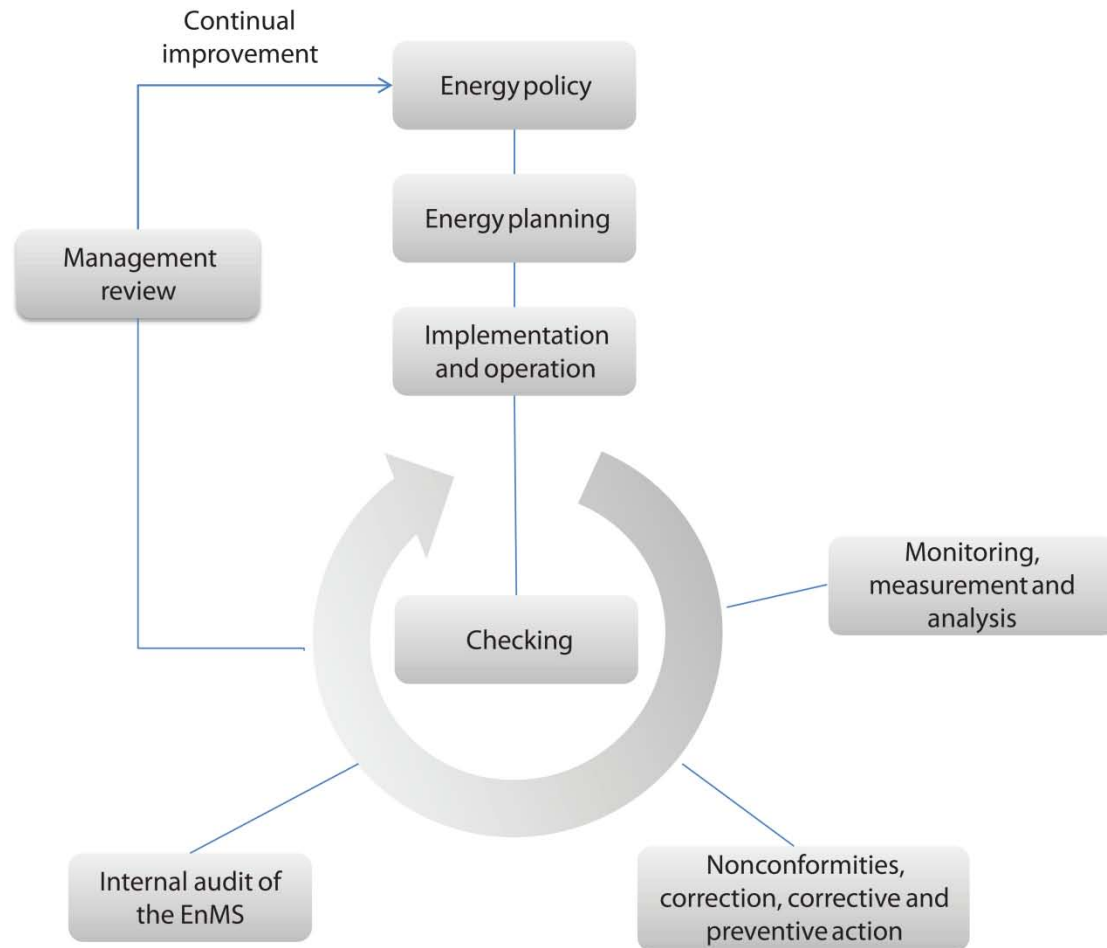 Continual
improvement
Energy policy
Energy planning
Management
review
Implementation
and operation
Monitoring,
measurement and
analysis
Checking
Internal audit of
the EnMS
Nonconformities,
correction, corrective and
preventive action